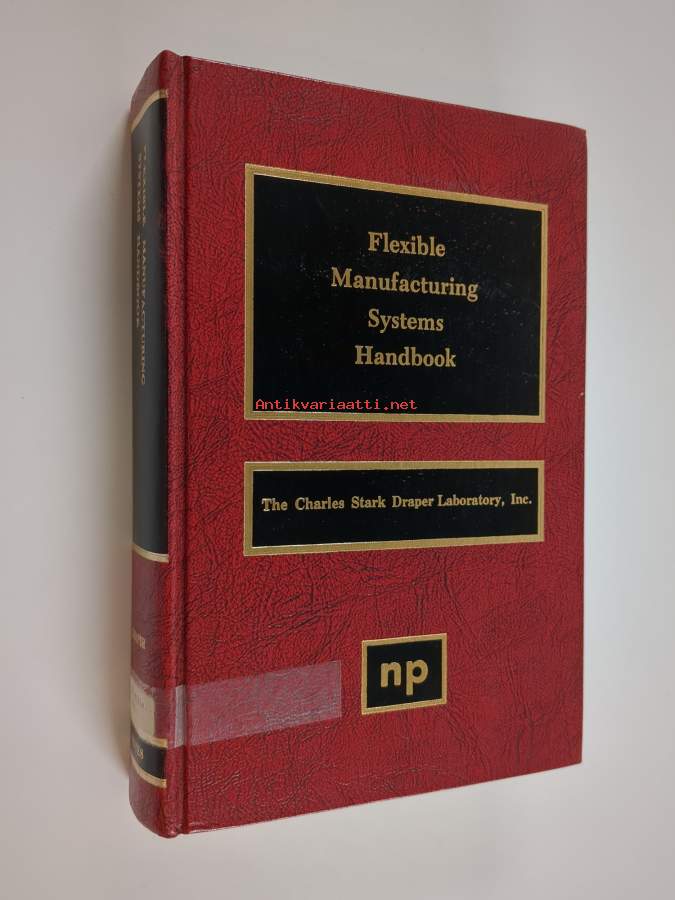 FLEXIBLE MANUFACTURING
SYSTEMS HANDBOOK
Flexible
Manufacturing
Systems
Handbook
Antikvariaatti.net
The Charles Stark Draper Laboratory, Inc.
np